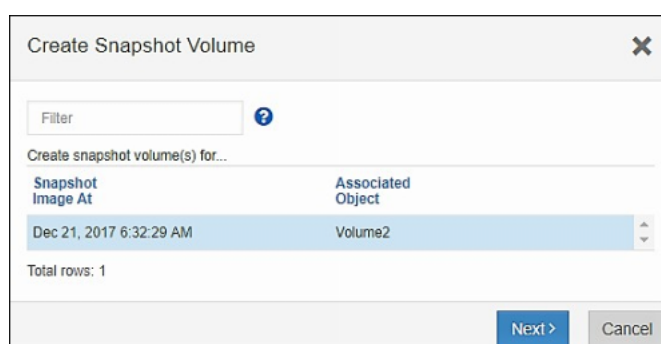 Create Snapshot Volume
Filter
Create snapshot volume(s) for...
Snapshot Image At
Associated Object
Dec 21, 2017 6:32:29 AM
Volume2
Total rows: 1
Next >
Cancel